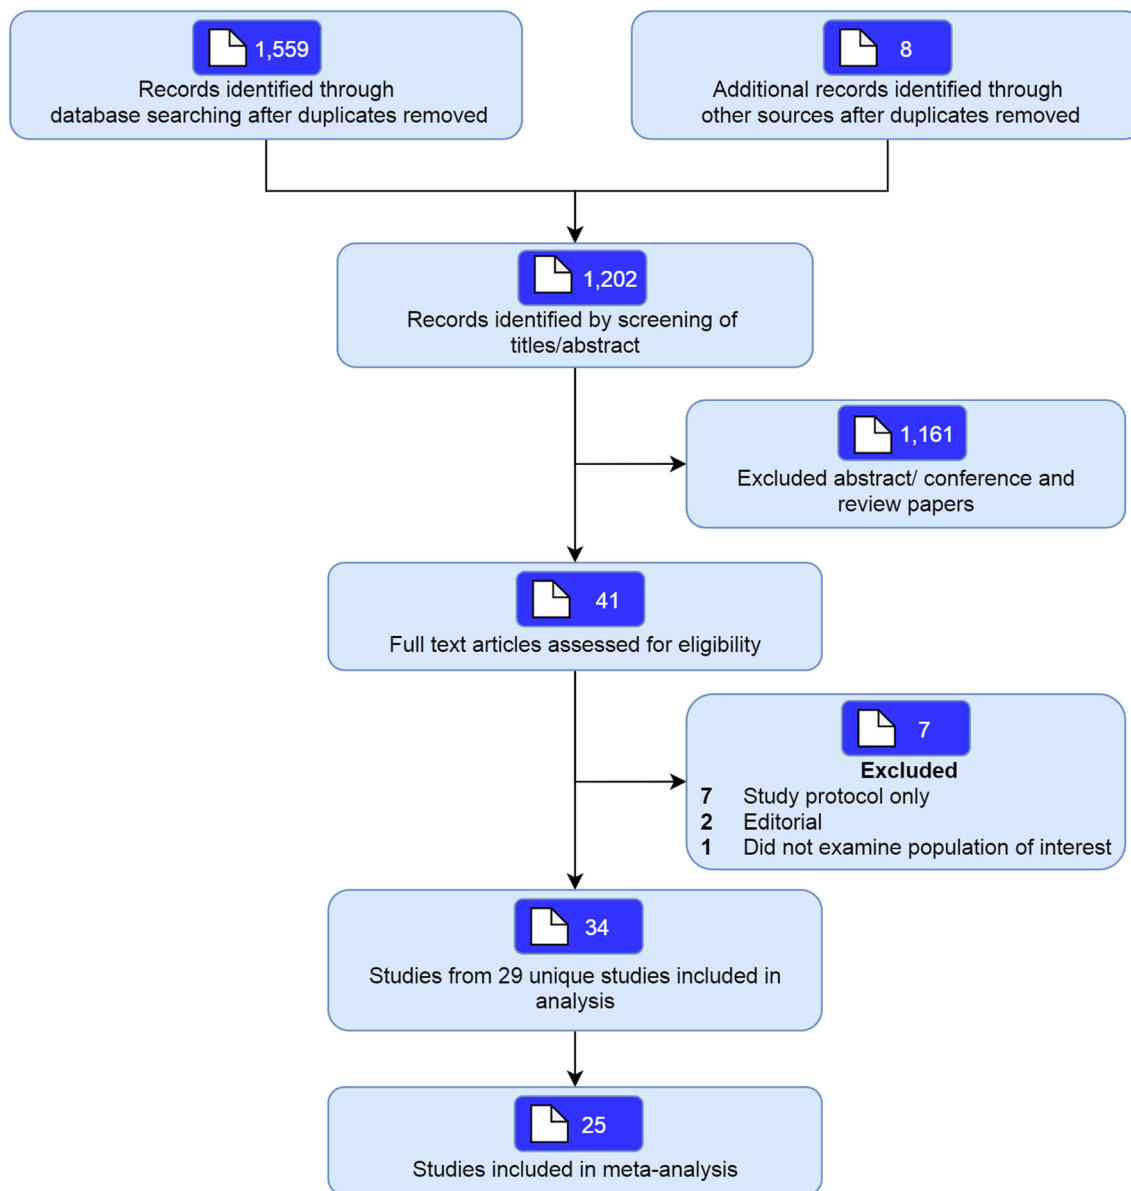 1,559
Records identified through
database searching after duplicates removed
8
Additional records identified through
other sources after duplicates removed
1,202
Records identified by screening of
titles/abstract
1,161
Excluded abstract/ conference and
review papers
41
Full text articles assessed for eligibility
7
Excluded
7 Study protocol only
2 Editorial
1 Did not examine population of interest
34
Studies from 29 unique studies included in
analysis
25
Studies included in meta-analysis